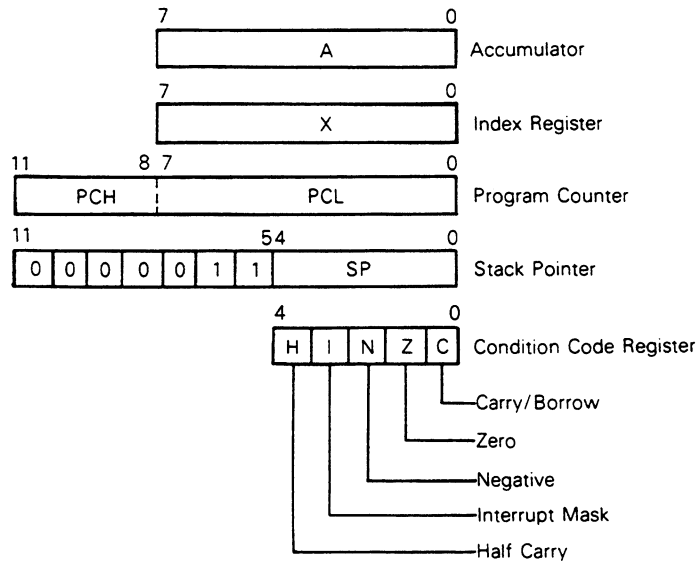 7 0
A Accumulator
7 0
X Index Register
11 8 7 0
PCH PCL Program Counter
11 5 4 0
0 0 0 0 0 1 1 SP Stack Pointer
4 0
H I N Z C Condition Code Register
Carry/Borrow
Zero
Negative
Interrupt Mask
Half Carry